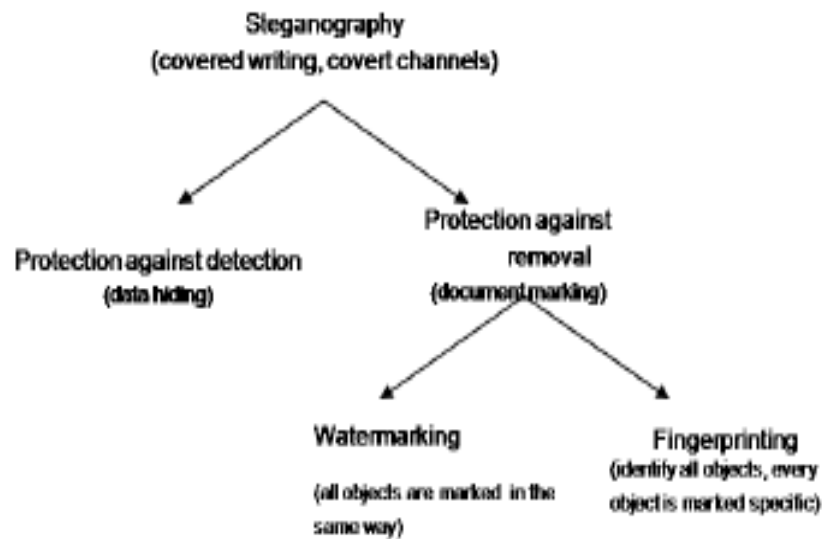 Steganography
(covered writing, covert channels)
Protection against detection
(data hiding)
Protection against
removal
(document marking)
Watermarking
(all objects are marked in the
same way)
Fingerprinting
(identify all objects, every
object is marked specific)